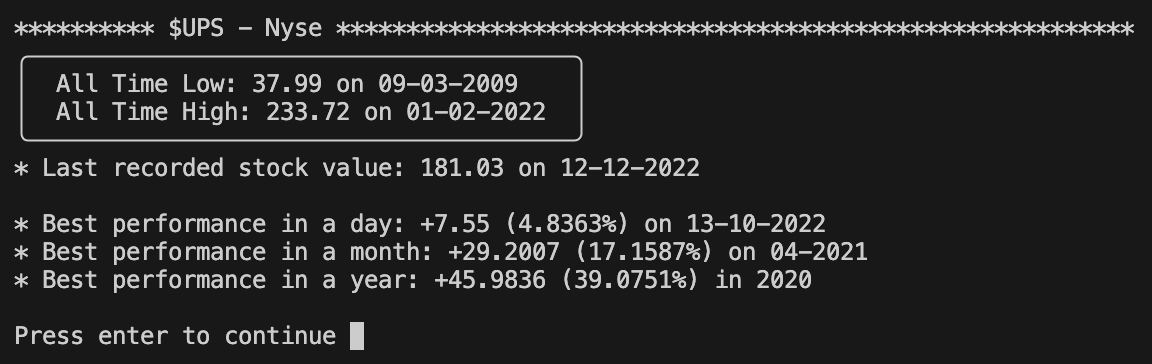 ********** $UPS - Nyse *********************************************************
All Time Low: 37.99 on 09-03-2009
All Time High: 233.72 on 01-02-2022
* Last recorded stock value: 181.03 on 12-12-2022
* Best performance in a day: +7.55 (4.8363%) on 13-10-2022
* Best performance in a month: +29.2007 (17.1587%) on 04-2021
* Best performance in a year: +45.9836 (39.0751%) in 2020
Press enter to continue